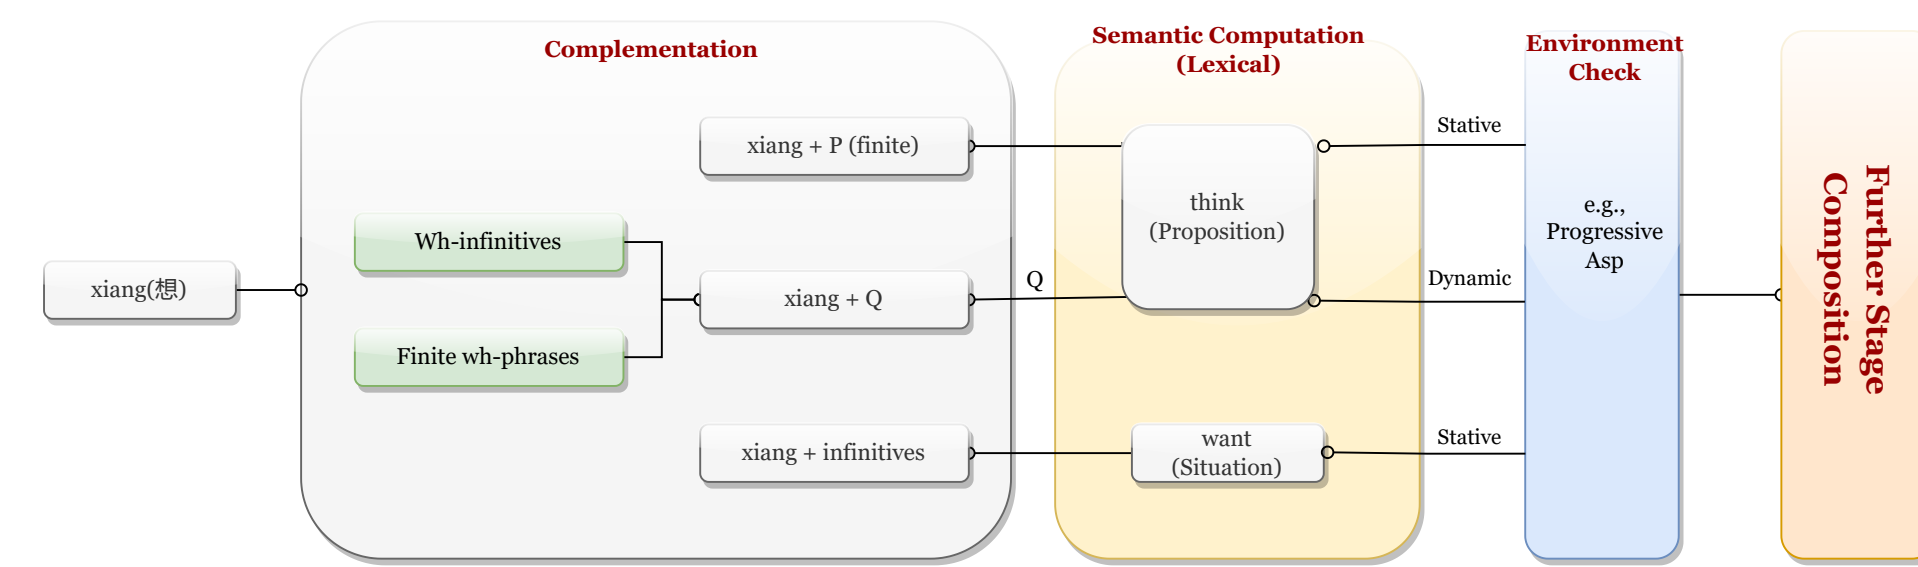 xiang(想)
Complementation
xiang + P (finite)
Wh-infinitives
xiang + Q
Finite wh-phrases
xiang + infinitives
Q
Semantic Computation
(Lexical)
think
(Proposition)
want
(Situation)
Stative
Dynamic
Stative
Environment
Check
e.g.,
Progressive
Asp
Further Stage
Composition